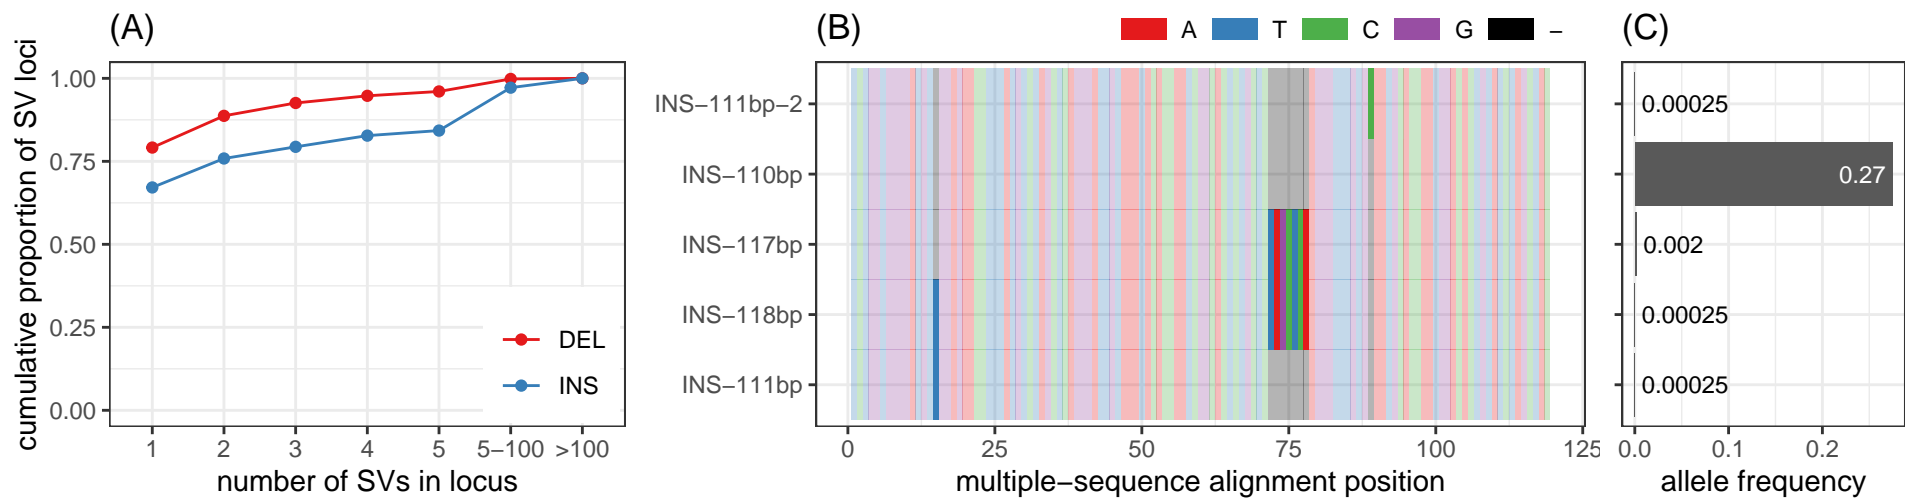 (A)
cumulative proportion of SV loci
1.00
0.75
0.50
0.25
0.00
DEL
INS
1 2 3 4 5 5−100 >100
number of SVs in locus
(B)
A T C G −
INS−111bp−2
INS−110bp
INS−117bp
INS−118bp
INS−111bp
0 25 50 75 100 125
multiple−sequence alignment position
(C)
0.00025
0.27
0.002
0.00025
0.00025
0.0 0.1 0.2
allele frequency